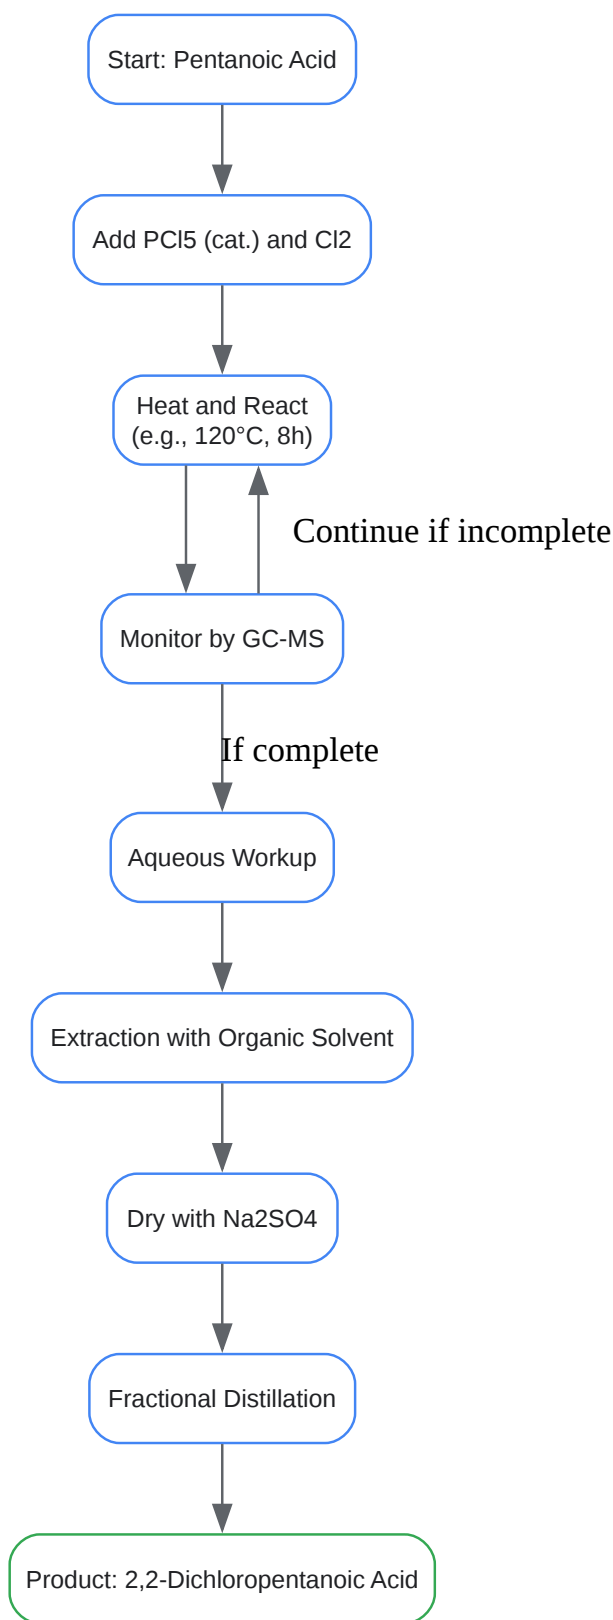 Start: Pentanoic Acid
Add PCl5 (cat.) and Cl2
Heat and React
(e.g., 120°C, 8h)
Continue if incomplete
Monitor by GC-MS
If complete
Aqueous Workup
Extraction with Organic Solvent
Dry with Na2SO4
Fractional Distillation
Product: 2,2-Dichloropentanoic Acid